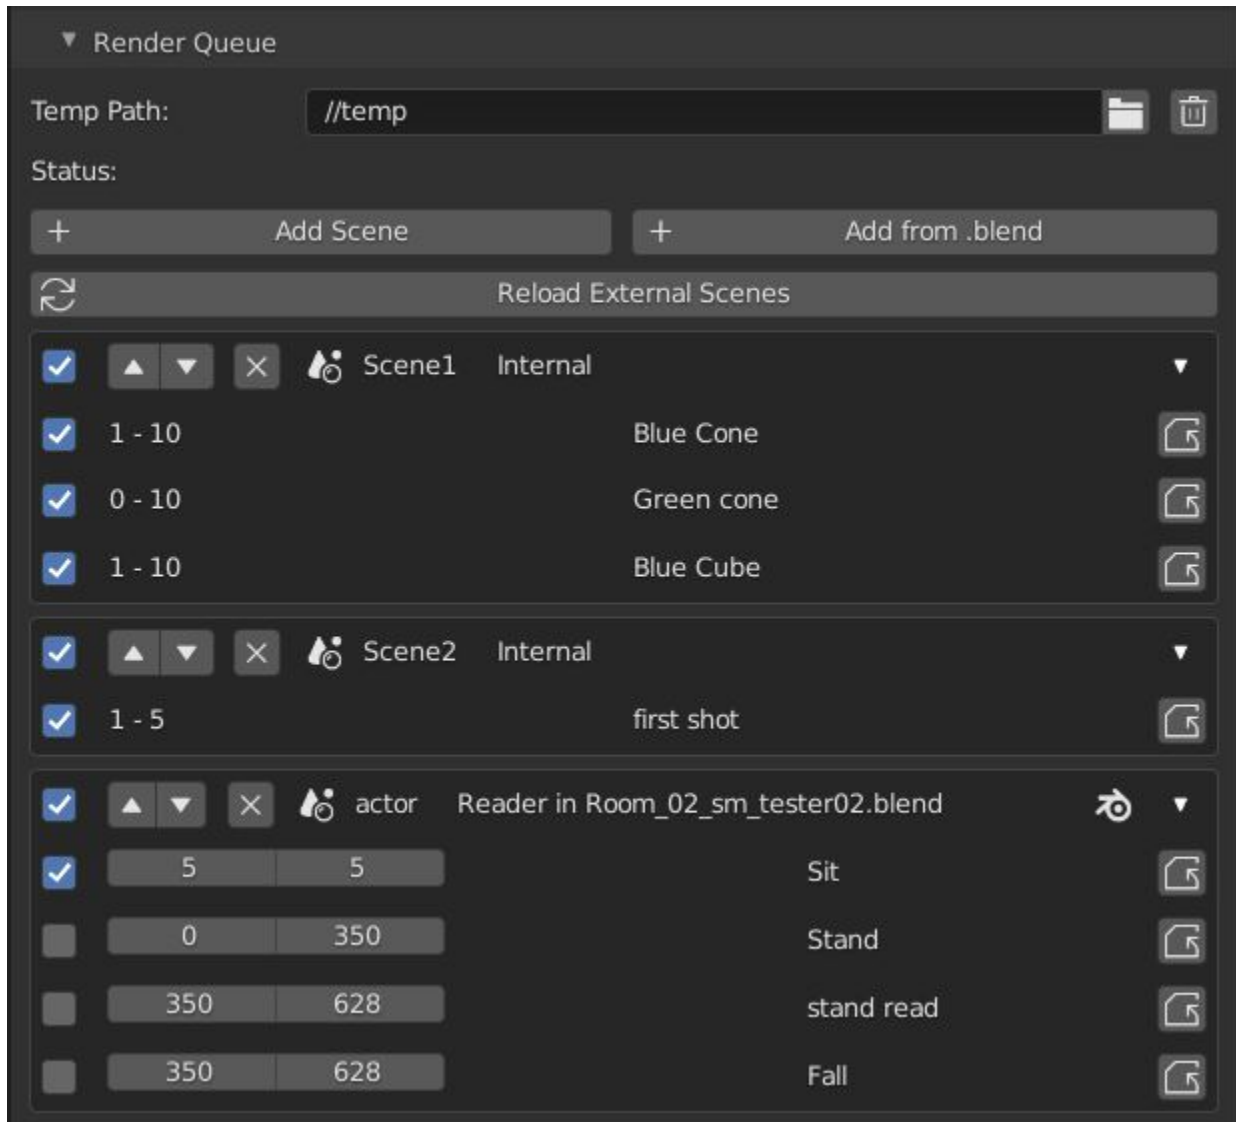 Render Queue
Temp Path: //temp
Status:
Add Scene Add from .blend
Reload External Scenes
Scene1 Internal
1 - 10 Blue Cone
0 - 10 Green cone
1 - 10 Blue Cube
Scene2 Internal
1 - 5 first shot
actor Reader in Room_02_sm_tester02.blend
5 5 Sit
0 350 Stand
350 628 stand read
350 628 Fall